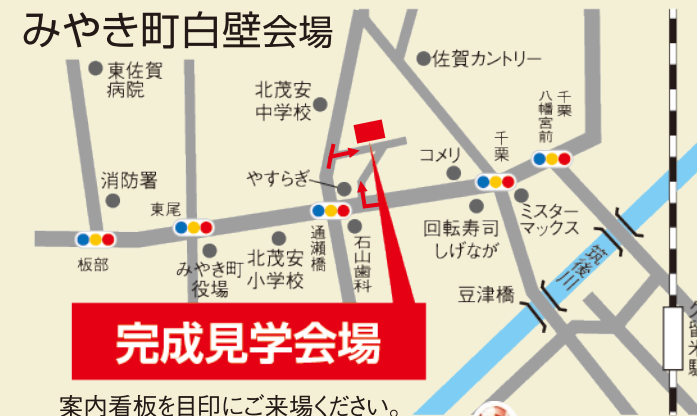 みやき町白壁会場
東佐賀
病院
北茂安
中学校
佐賀カントリー
千栗
八幡宮前
千栗
コメリ
消防署
やすらぎ
東尾
ミスター
マックス
回転寿司
しげなが
通瀬橋
石山歯科
北茂安
小学校
みやき町
役場
板部
筑後川
豆津橋
久留米駅
完成見学会場
案内看板を目印にご来場ください。